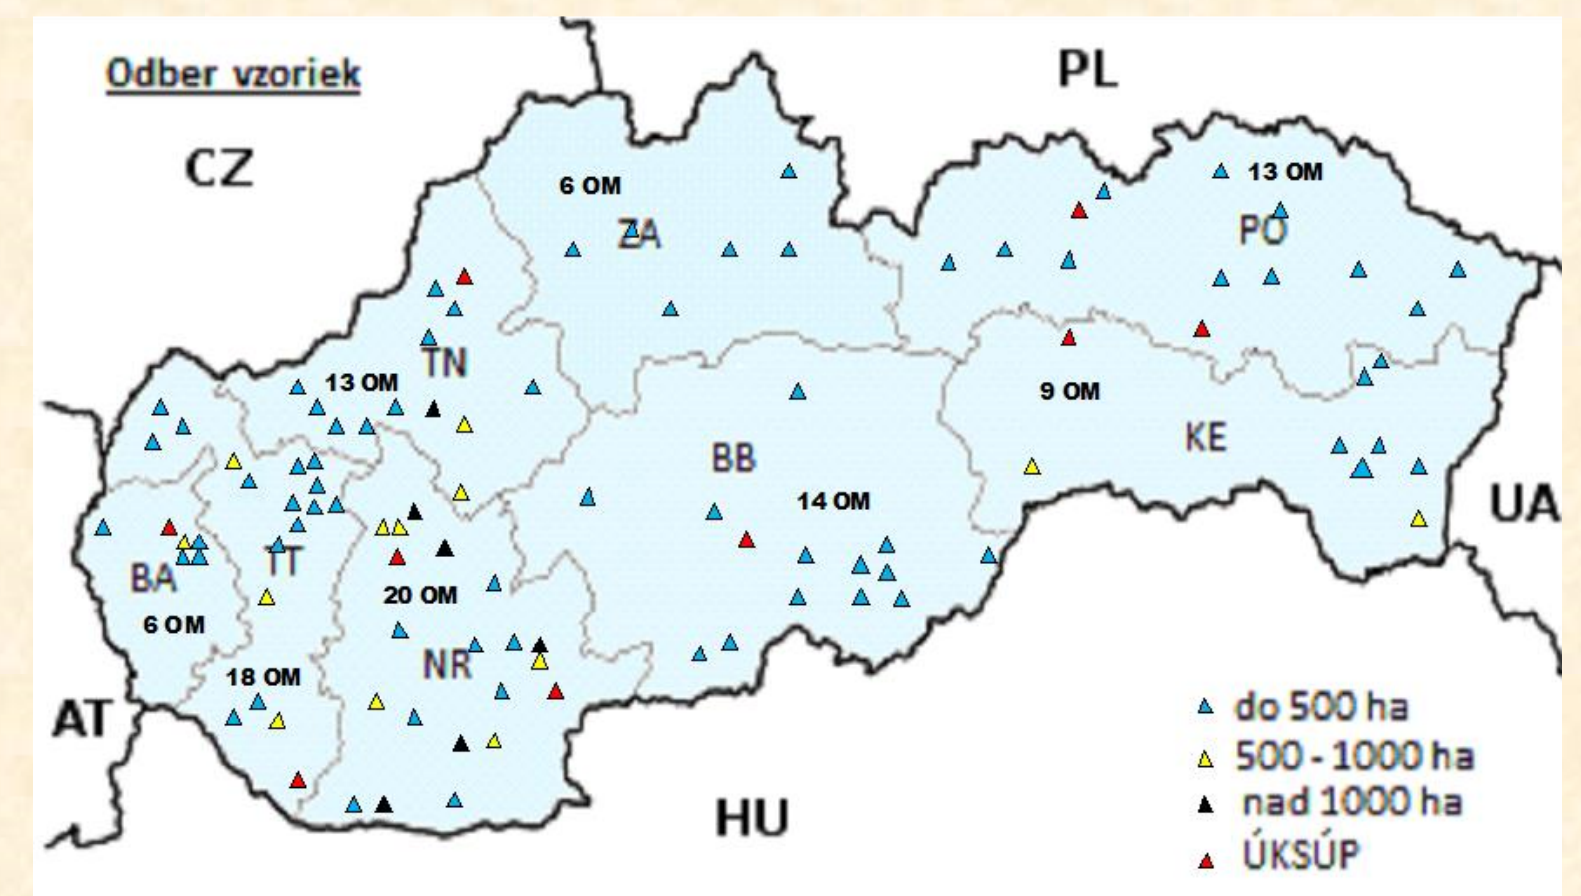 Odber vzoriek
PL
CZ
6 OM
13 OM
ZA
PO
TN
13 OM
9 OM
KE
BB
14 OM
UA
TT
BA
20 OM
6 OM
NR
18 OM
AT
HU
do 500 ha
500 - 1000 ha
nad 1000 ha
ÚKSÚP